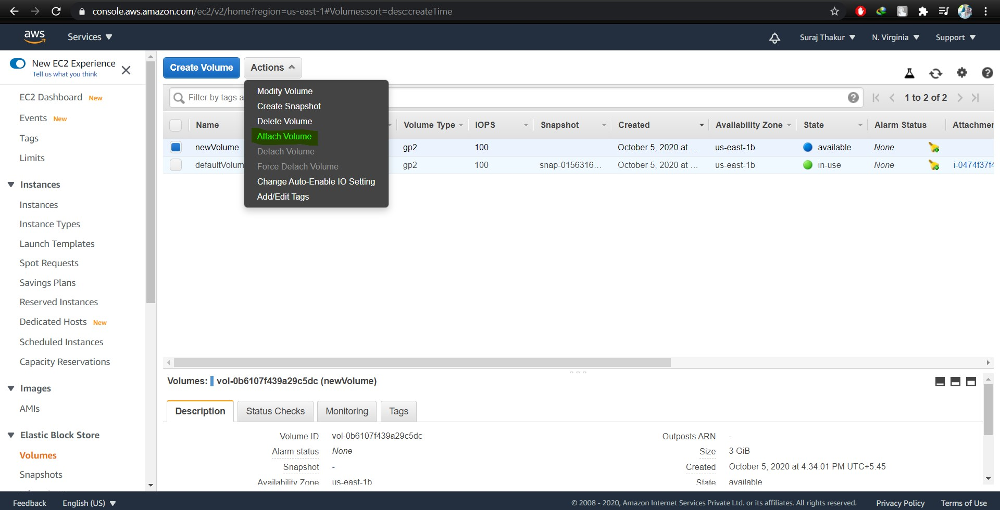 console.aws.amazon.com/ec2/v2/home?region=us-east-1#Volumes:sort=desc:createTime
aws Services Suraj Thakur N. Virginia Support
New EC2 Experience
Tell us what you think
EC2 Dashboard New
Events New
Tags
Limits
Instances
Instances
Instance Types
Launch Templates
Spot Requests
Savings Plans
Reserved Instances
Dedicated Hosts New
Scheduled Instances
Capacity Reservations
Images
AMIs
Elastic Block Store
Volumes
Snapshots
Create Volume Actions
Modify Volume
Create Snapshot
Delete Volume
Attach Volume
Detach Volume
Force Detach Volume
Change Auto-Enable IO Setting
Add/Edit Tags
Filter by tags a 1 to 2 of 2
Name Volume Type IOPS Snapshot Created Availability Zone State Alarm Status Attachmen
newVolume gp2 100 October 5, 2020 at ... us-east-1b available None
defaultVolum gp2 100 snap-0156316... October 5, 2020 at ... us-east-1b in-use None i-0474f37f4
Volumes: vol-0b6107f439a29c5dc (newVolume)
Description Status Checks Monitoring Tags
Volume ID vol-0b6107f439a29c5dc Outposts ARN -
Alarm status None Size 3 GiB
Snapshot - Created October 5, 2020 at 4:34:01 PM UTC+5:45
Availability Zone us-east-1b State available
Feedback English (US) © 2008 - 2020, Amazon Internet Services Private Ltd. or its affiliates. All rights reserved. Privacy Policy Terms of Use